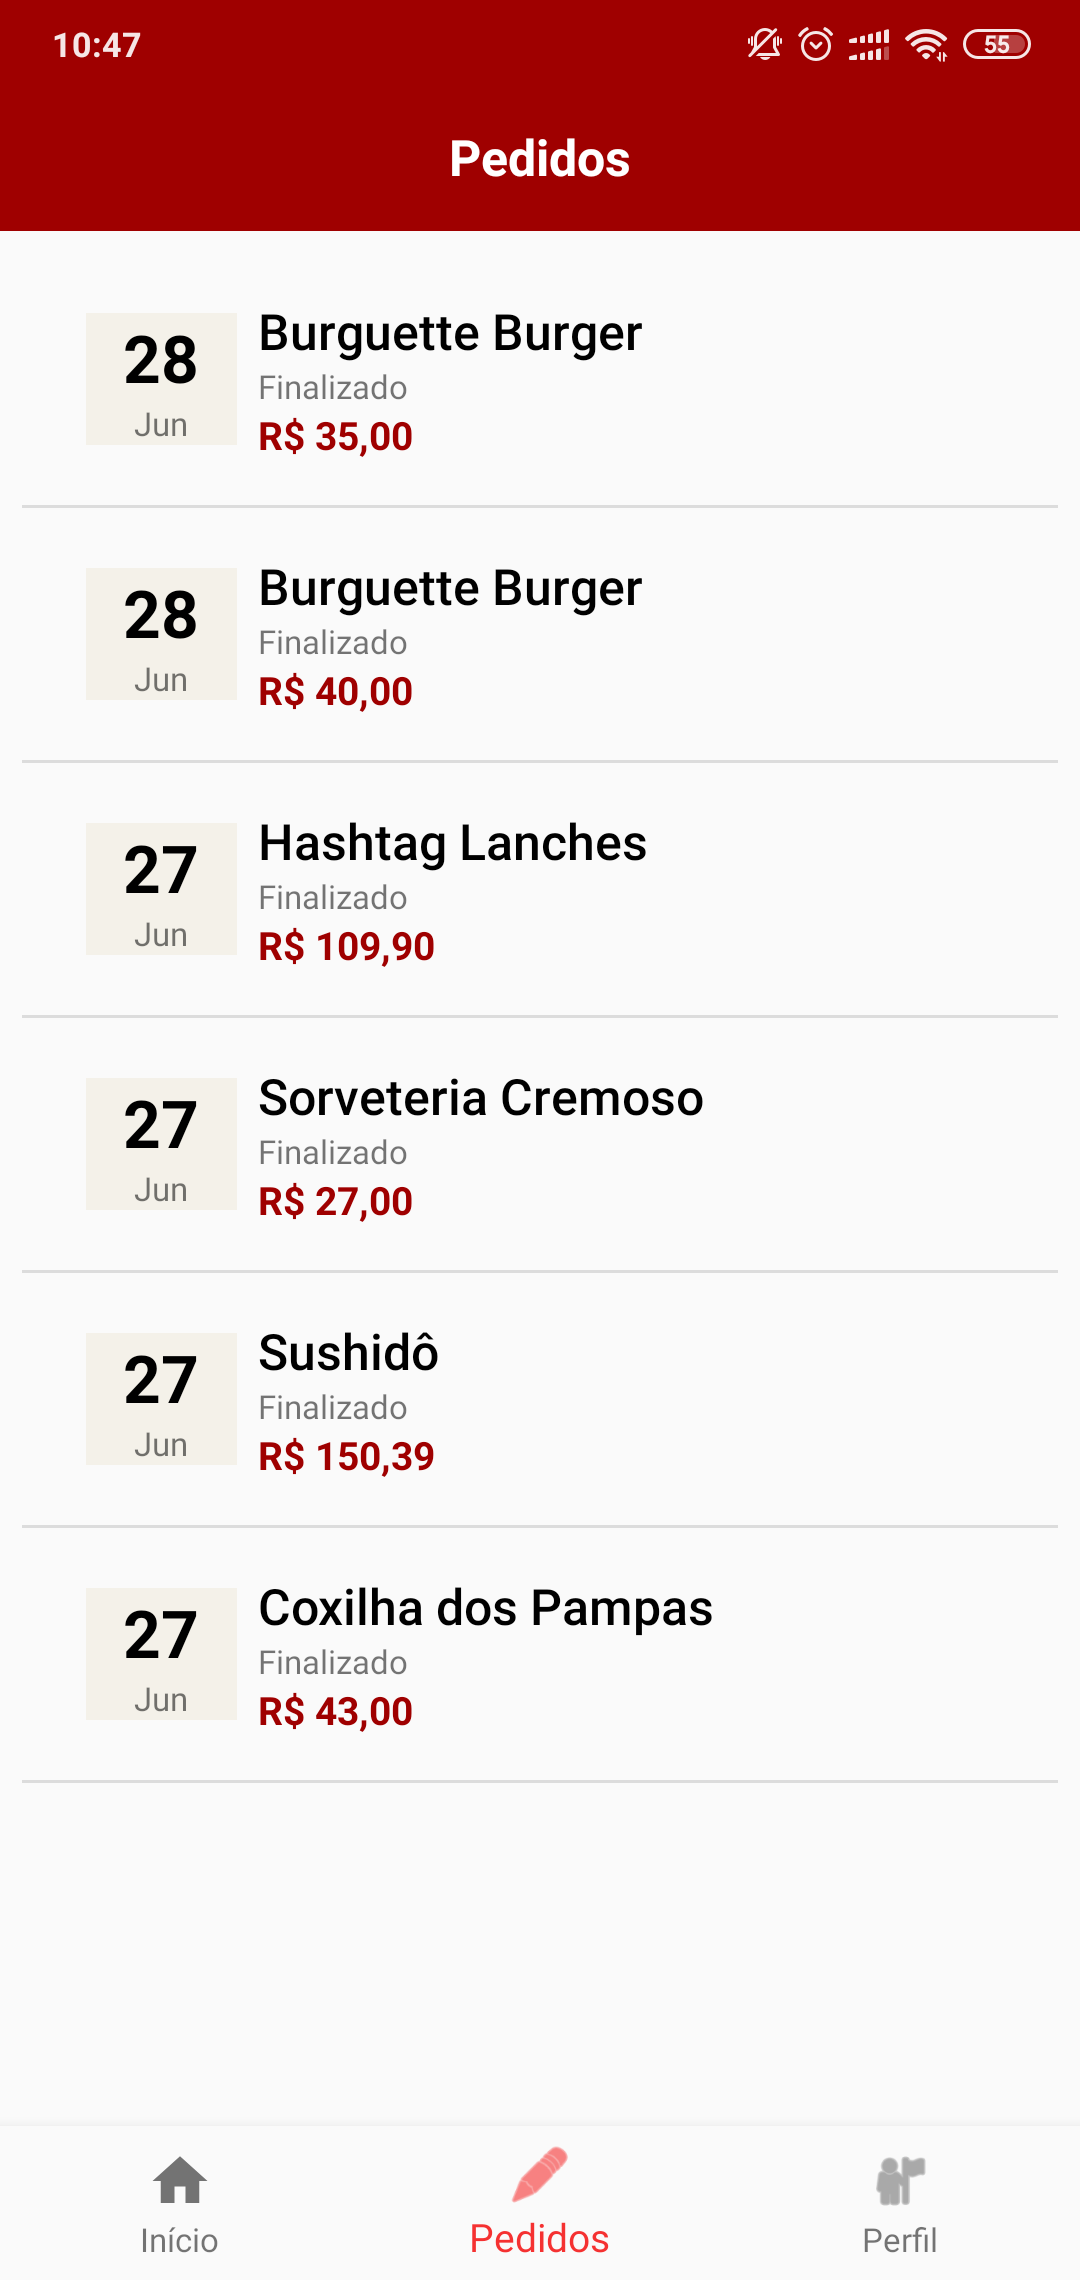 10:47
55
Pedidos
28
Jun
Burguette Burger
Finalizado
R$ 35,00
28
Jun
Burguette Burger
Finalizado
R$ 40,00
27
Jun
Hashtag Lanches
Finalizado
R$ 109,90
27
Jun
Sorveteria Cremoso
Finalizado
R$ 27,00
27
Jun
Sushidô
Finalizado
R$ 150,39
27
Jun
Coxilha dos Pampas
Finalizado
R$ 43,00
Início
Pedidos
Perfil